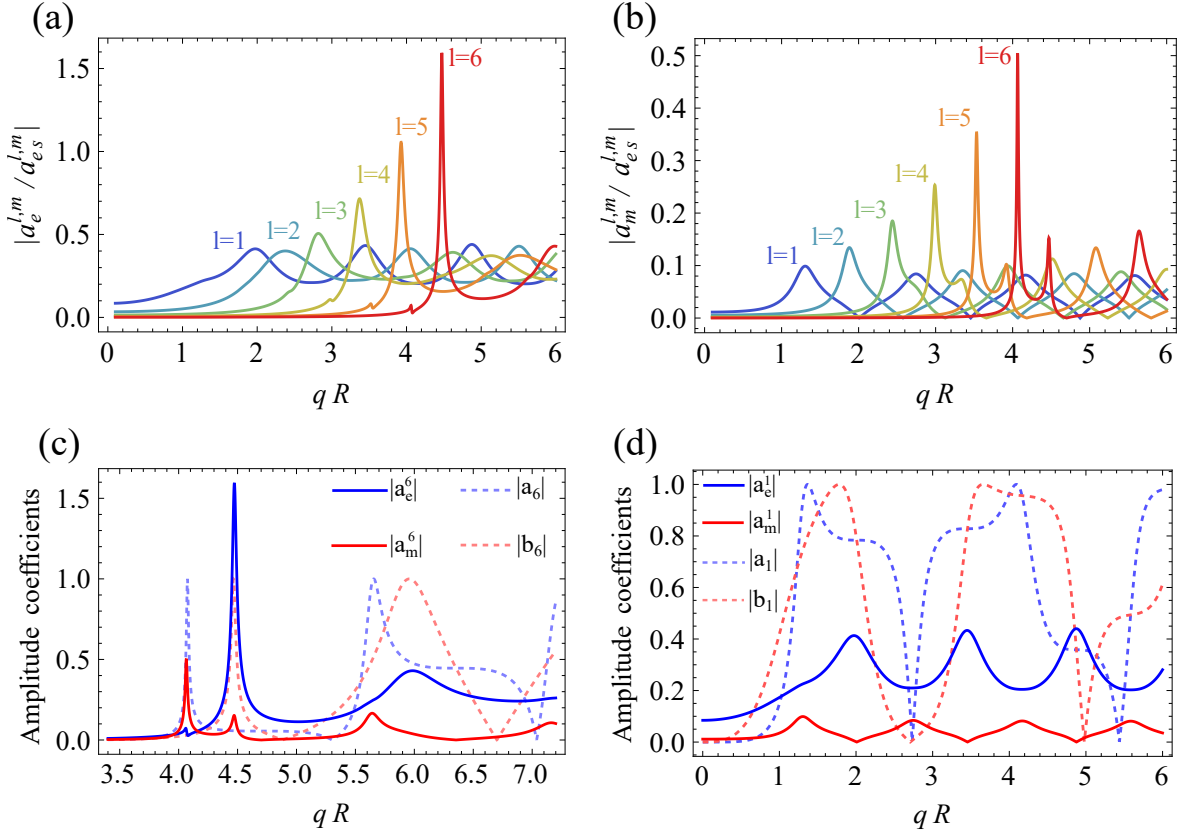 (a)
|a_e^{l,m} / a_{es}^{l,m}|
1.5
1.0
0.5
0.0
l=1
l=2
l=3
l=4
l=5
l=6
0 1 2 3 4 5 6
q R
(b)
|a_m^{l,m} / a_{es}^{l,m}|
0.5
0.4
0.3
0.2
0.1
0.0
l=1
l=2
l=3
l=4
l=5
l=6
0 1 2 3 4 5 6
q R
(c)
Amplitude coefficients
1.5
1.0
0.5
0.0
|a_e^6|
|a_6|
|a_m^6|
|b_6|
3.5 4.0 4.5 5.0 5.5 6.0 6.5 7.0
q R
(d)
Amplitude coefficients
1.0
0.8
0.6
0.4
0.2
0.0
|a_e^1|
|a_m^1|
|a_1|
|b_1|
0 1 2 3 4 5 6
q R